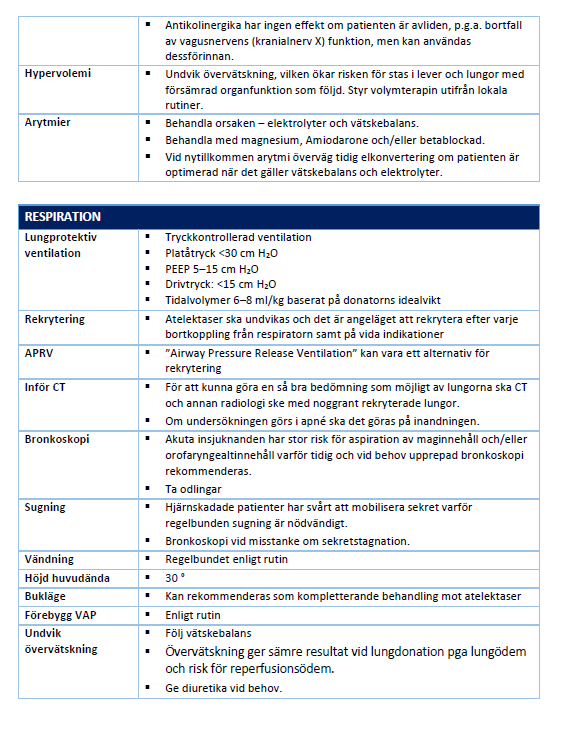 ▪ Antikolinergika har ingen effekt om patienten är avliden, p.g.a. bortfall
av vagusnervens (kranialnerv X) funktion, men kan användas
dessförinnan.
Hypervolemi ▪ Undvik övervätskning, vilken ökar risken för stas i lever och lungor med
försämrad organfunktion som följd. Styr volymterapin utifrån lokala
rutiner.
Arytmier ▪ Behandla orsaken – elektrolyter och vätskebalans.
▪ Behandla med magnesium, Amiodarone och/eller betablockad.
▪ Vid nytillkommen arytmi överväg tidig elkonvertering om patienten är
optimerad när det gäller vätskebalans och elektrolyter.
RESPIRATION
Lungprotektiv ▪ Tryckkontrollerad ventilation
ventilation ▪ Platåtryck <30 cm H₂O
▪ PEEP 5–15 cm H₂O
▪ Drivtryck: <15 cm H₂O
▪ Tidalvolymer 6–8 ml/kg baserat på donatorns idealvikt
Rekrytering ▪ Atelektaser ska undvikas och det är angeläget att rekrytera efter varje
bortkoppling från respiratorn samt på vida indikationer
APRV ▪ ”Airway Pressure Release Ventilation” kan vara ett alternativ för
rekrytering
Inför CT ▪ För att kunna göra en så bra bedömning som möjligt av lungorna ska CT
och annan radiologi ske med noggrant rekryterade lungor.
▪ Om undersökningen görs i apné ska det göras på inandningen.
Bronkoskopi ▪ Akuta insjuknanden har stor risk för aspiration av maginnehåll och/eller
orofaryngealtinnehåll varför tidig och vid behov upprepad bronkoskopi
rekommenderas.
▪ Ta odlingar
Sugning ▪ Hjärnskadade patienter har svårt att mobilisera sekret varför
regelbunden sugning är nödvändigt.
▪ Bronkoskopi vid misstanke om sekretstagnation.
Vändning ▪ Regelbundet enligt rutin
Höjd huvudända ▪ 30 °
Bukläge ▪ Kan rekommenderas som kompletterande behandling mot atelektaser
Förebygg VAP ▪ Enligt rutin
Undvik ▪ Följ vätskebalans
övervätskning ▪ Övervätskning ger sämre resultat vid lungdonation pga lungödem
och risk för reperfusionsödem.
▪ Ge diuretika vid behov.